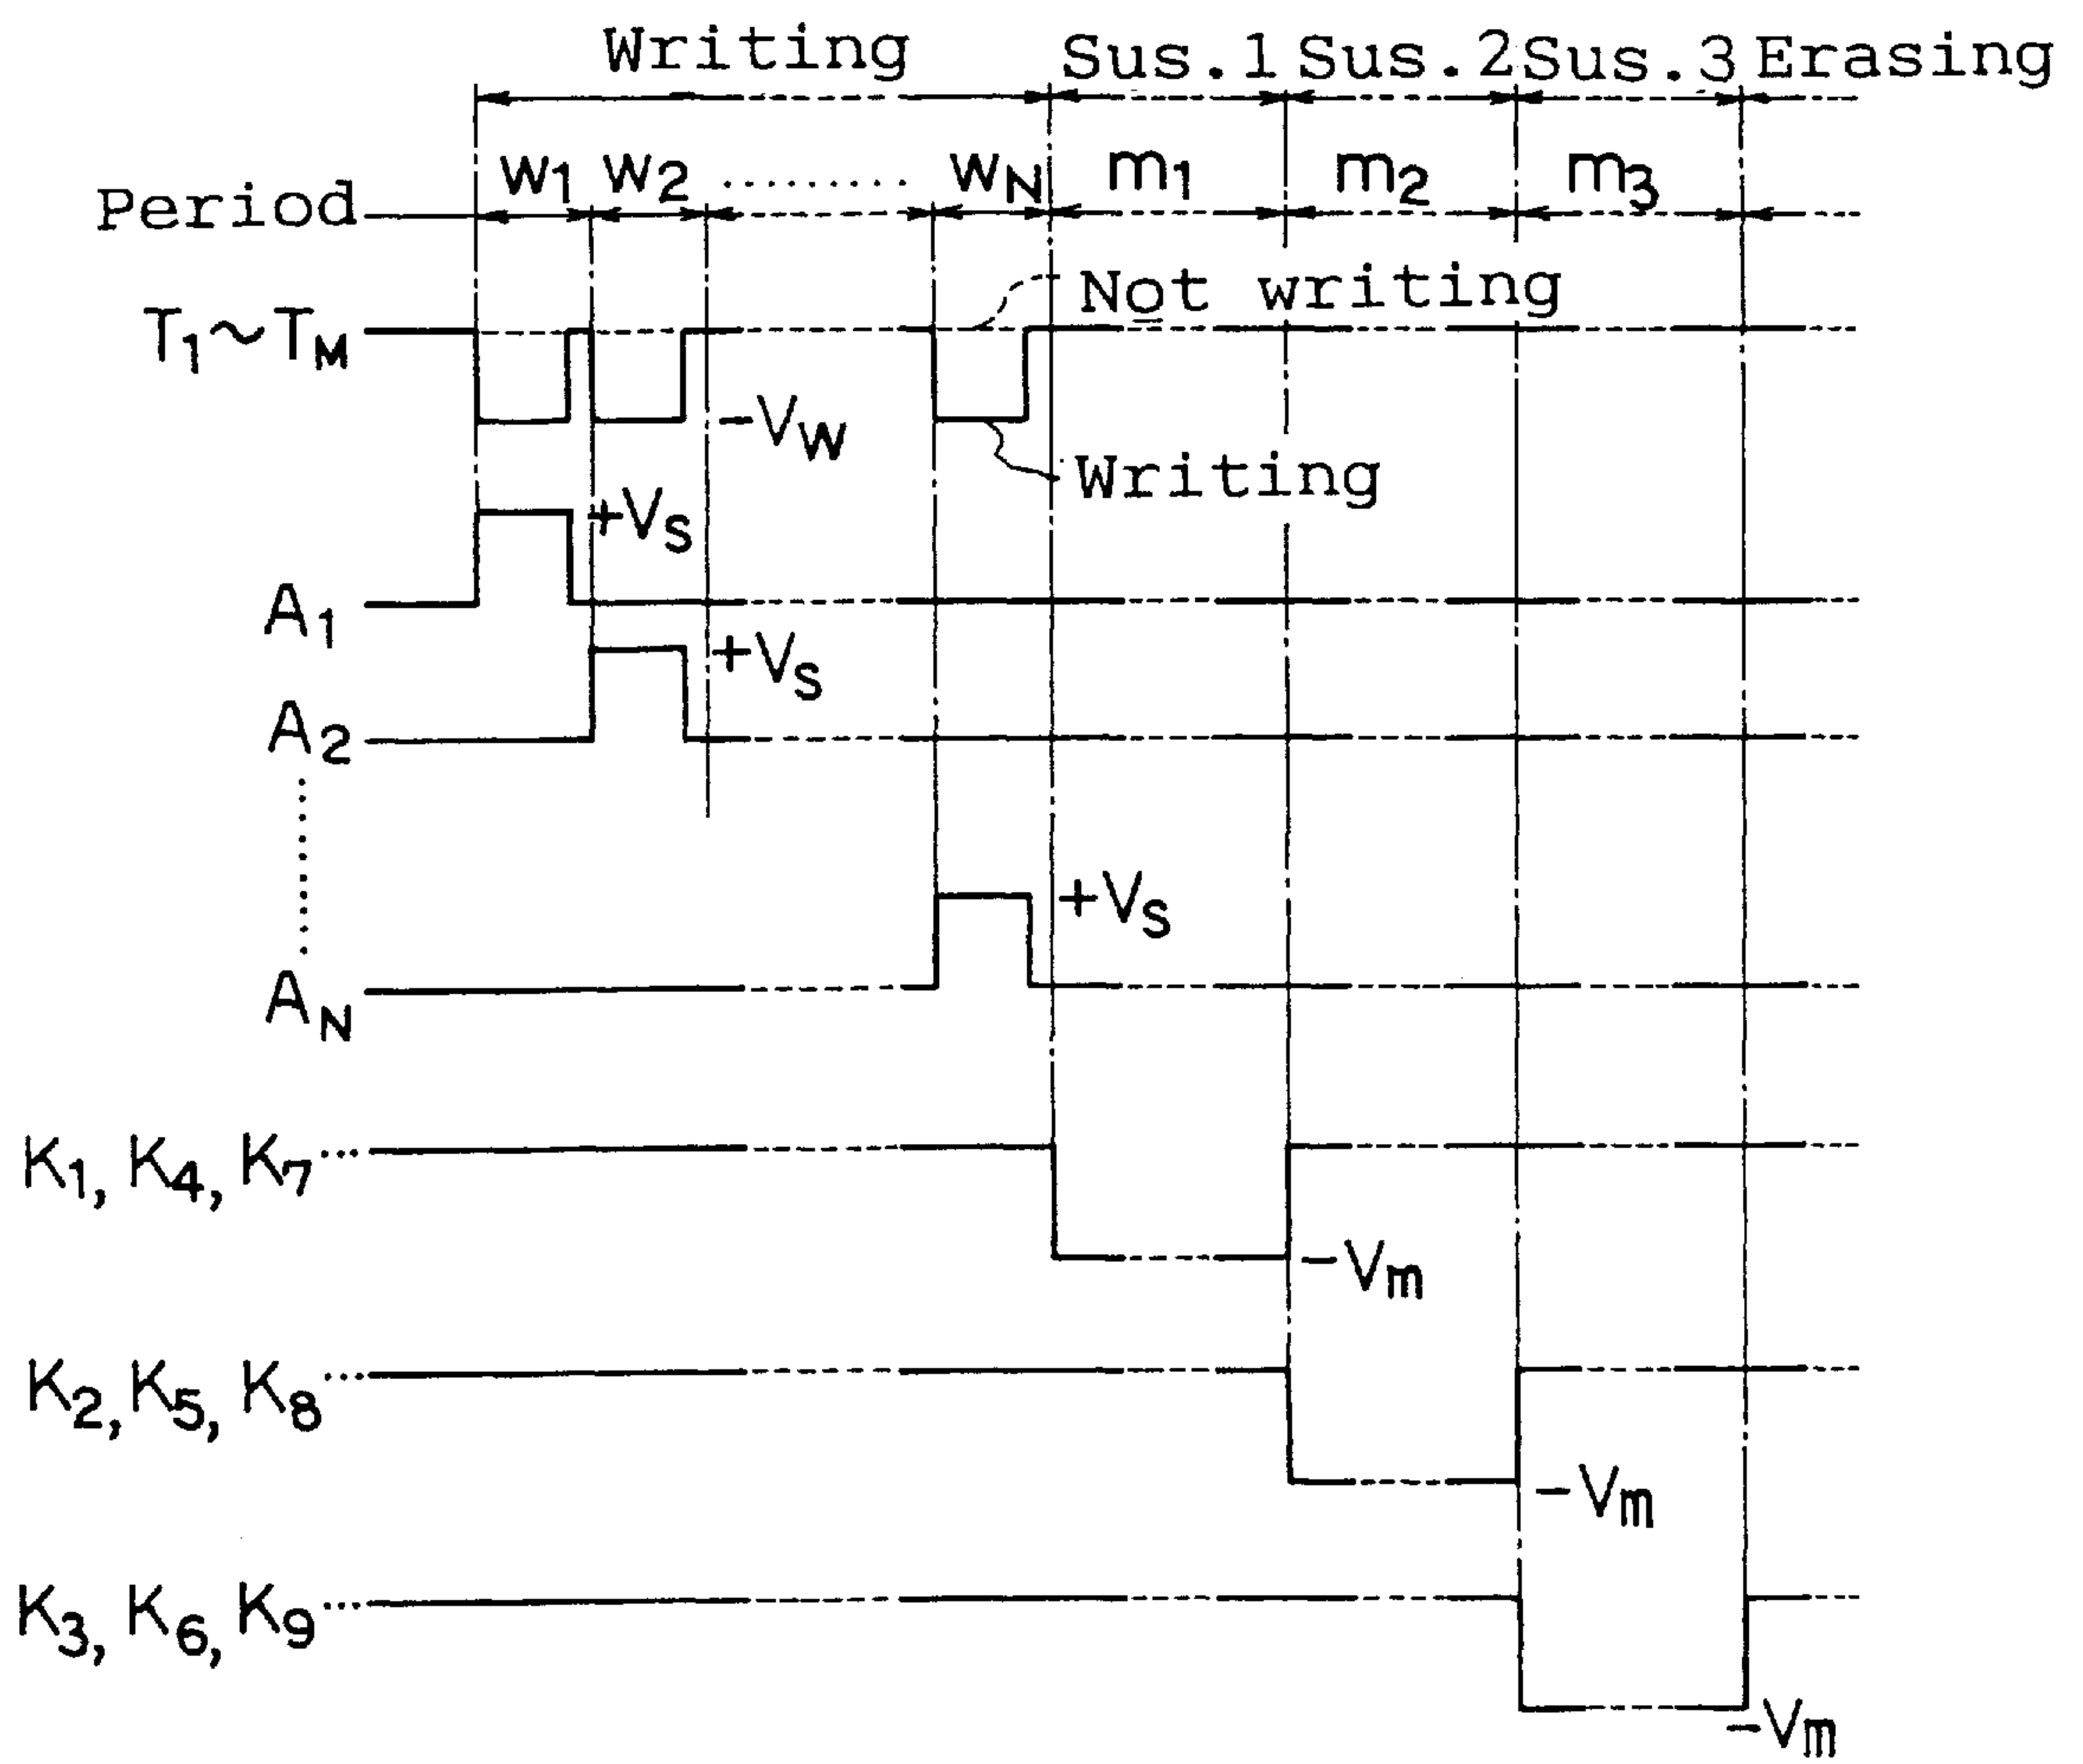 Writing Sus.1 Sus.2 Sus.3 Erasing
Period w1 w2 ......... wN m1 m2 m3
Not writing
T1~TM
-VW
Writing
+VS
A1
+VS
A2
+VS
AN
K1, K4, K7...
-Vm
K2, K5, K8...
-Vm
K3, K6, K9...
-Vm